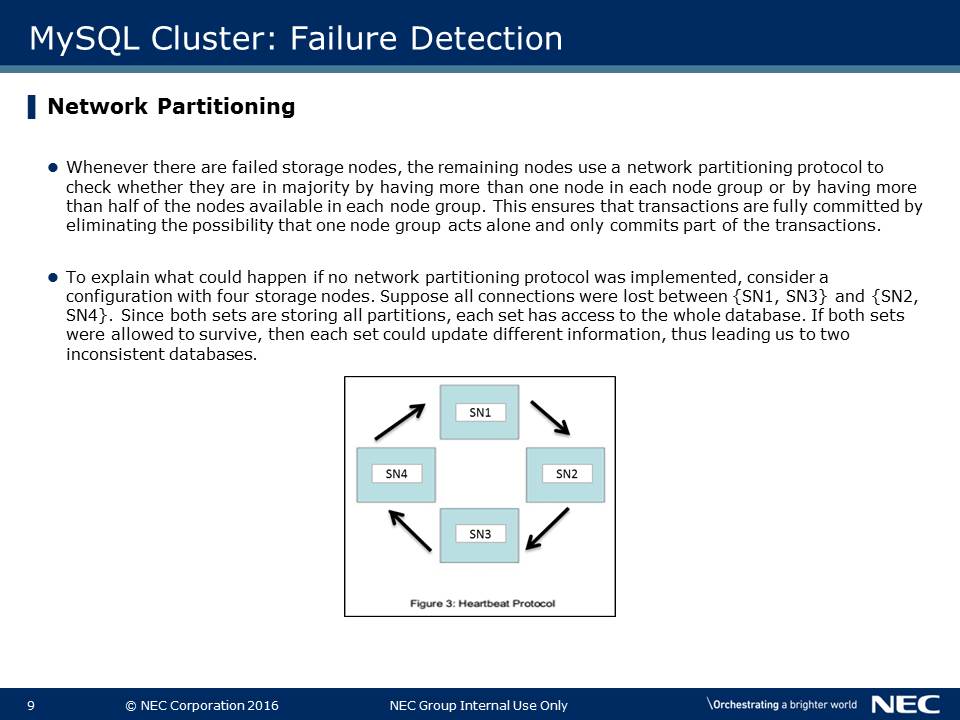 MySQL Cluster: Failure Detection
Network Partitioning
Whenever there are failed storage nodes, the remaining nodes use a network partitioning protocol to
check whether they are in majority by having more than one node in each node group or by having more
than half of the nodes available in each node group. This ensures that transactions are fully committed by
eliminating the possibility that one node group acts alone and only commits part of the transactions.
To explain what could happen if no network partitioning protocol was implemented, consider a
configuration with four storage nodes. Suppose all connections were lost between {SN1, SN3} and {SN2,
SN4}. Since both sets are storing all partitions, each set has access to the whole database. If both sets
were allowed to survive, then each set could update different information, thus leading us to two
inconsistent databases.
SN1
SN4
SN2
SN3
Figure 3: Heartbeat Protocol
9
© NEC Corporation 2016
NEC Group Internal Use Only
\Orchestrating a brighter world
NEC